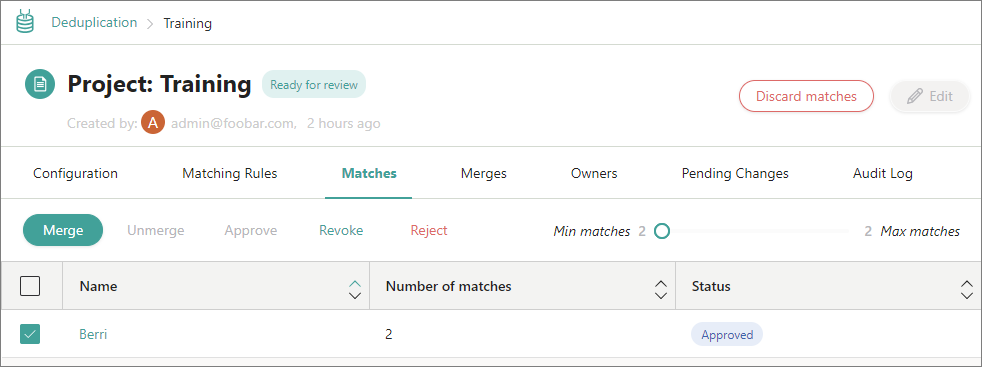 Deduplication > Training
Project: Training Ready for review
Discard matches Edit
Created by: A admin@foobar.com, 2 hours ago
Configuration Matching Rules Matches Merges Owners Pending Changes Audit Log
Merge Unmerge Approve Revoke Reject Min matches 2 2 Max matches
Name Number of matches Status
Berri 2 Approved